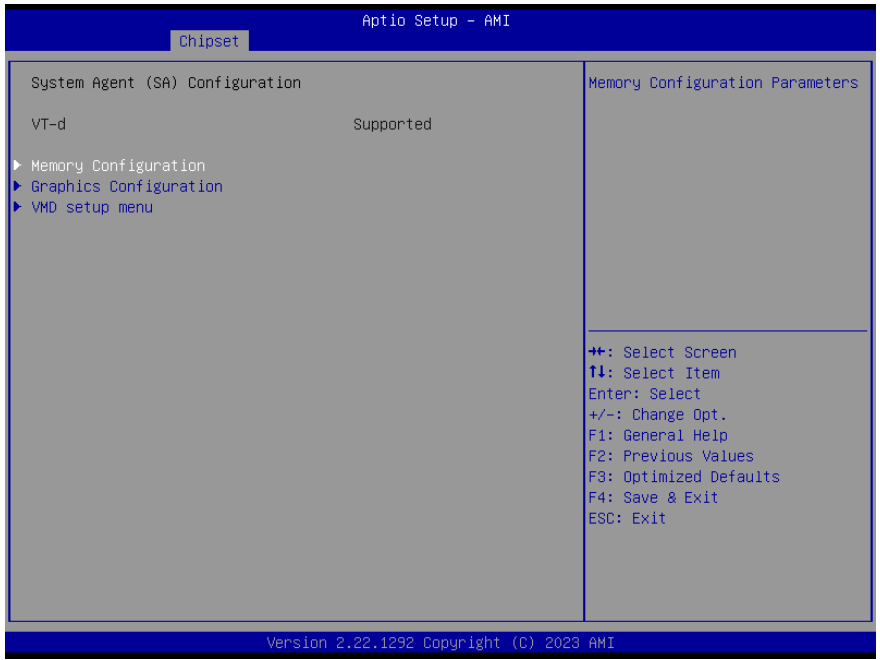 Aptio Setup – AMI
Chipset
System Agent (SA) Configuration
VT-d Supported
Memory Configuration
Graphics Configuration
VMD setup menu
Memory Configuration Parameters
→←: Select Screen
↑↓: Select Item
Enter: Select
+/-: Change Opt.
F1: General Help
F2: Previous Values
F3: Optimized Defaults
F4: Save & Exit
ESC: Exit
Version 2.22.1292 Copyright (C) 2023 AMI